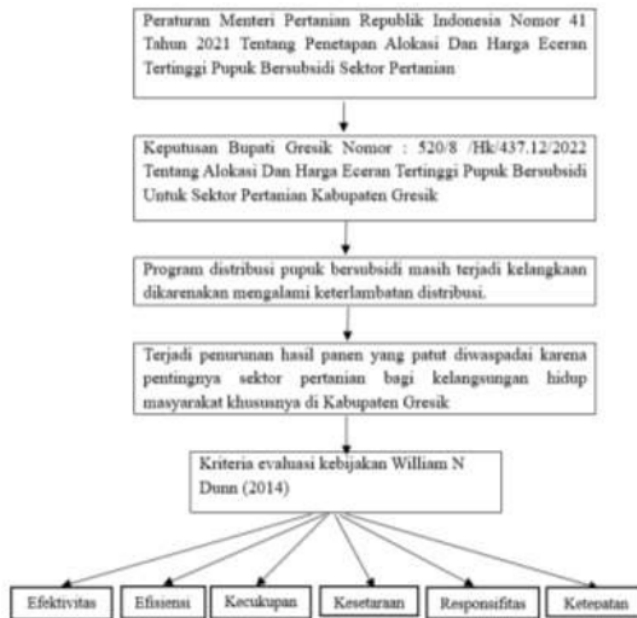 Peraturan Menteri Pertanian Republik Indonesia Nomor 41
Tahun 2021 Tentang Penetapan Alokasi Dan Harga Eceran
Tertinggi Pupuk Bersubsidi Sektor Pertanian
Keputusan Bupati Gresik Nomor : 520/8 /Hk/437.12/2022
Tentang Alokasi Dan Harga Eceran Tertinggi Pupuk Bersubsidi
Untuk Sektor Pertanian Kabupaten Gresik
Program distribusi pupuk bersubsidi masih terjadi kelangkaan
dikarenakan mengalami keterlambatan distribusi.
Terjadi penurunan hasil panen yang patut diwaspadai karena
pentingnya sektor pertanian bagi kelangsungan hidup
masyarakat khususnya di Kabupaten Gresik
Kriteria evaluasi kebijakan William N
Dunn (2014)
Efektivitas
Efisiensi
Kecukupan
Kesetaraan
Responsifitas
Ketepatan